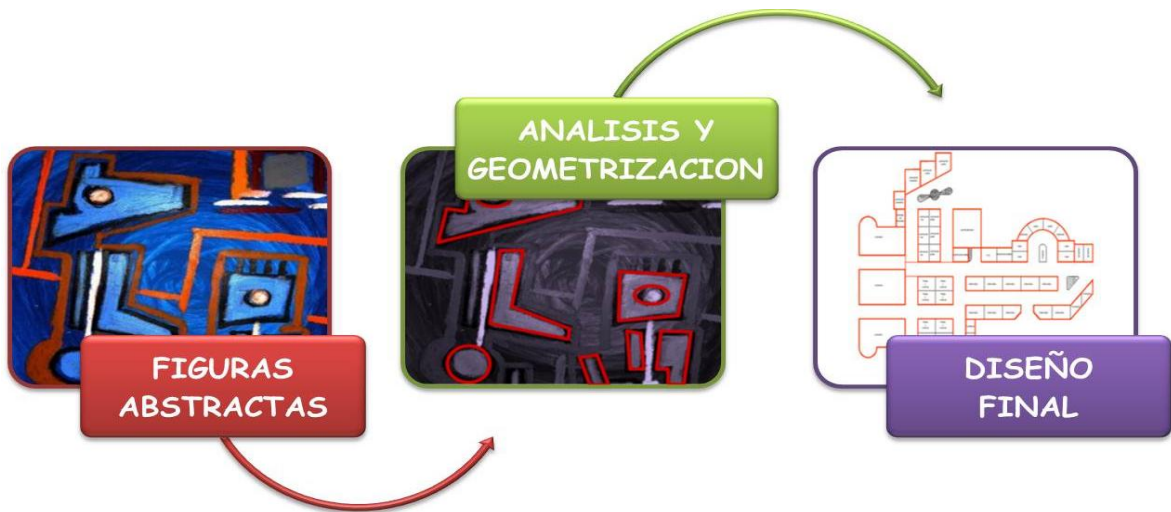 ANALISIS Y
GEOMETRIZACION
FIGURAS
ABSTRACTAS
DISEÑO
FINAL